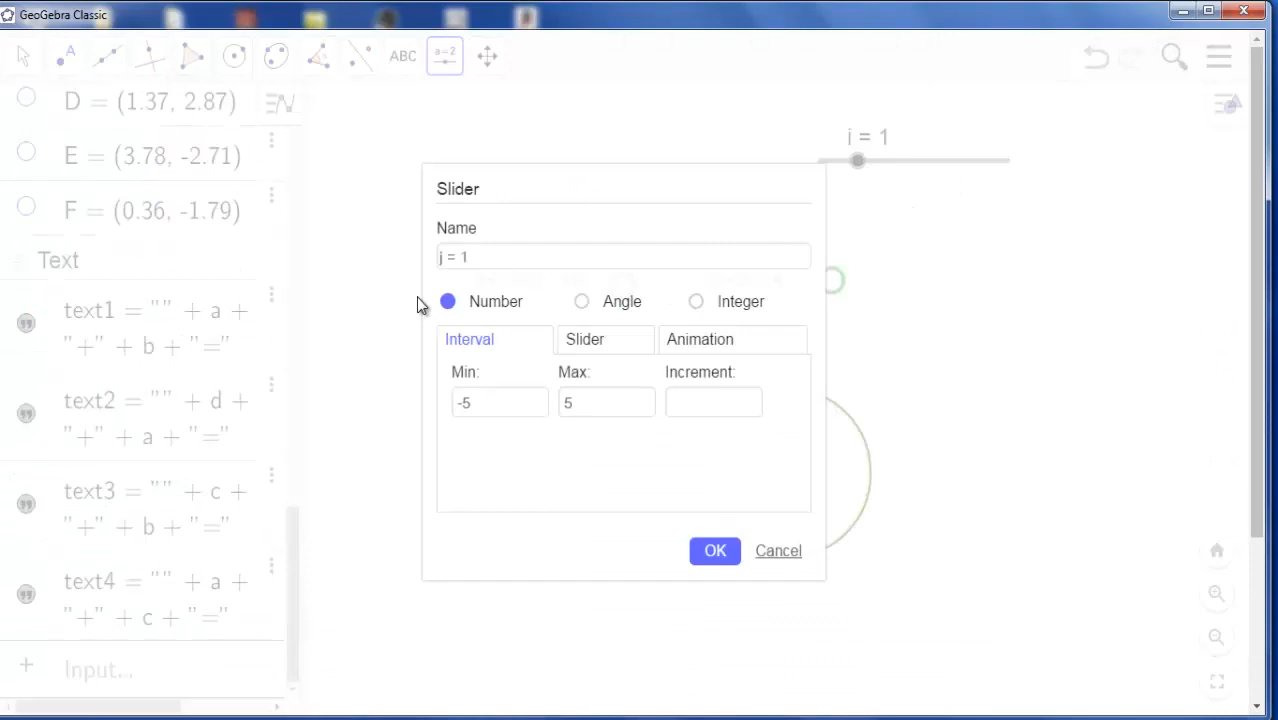 GeoGebra Classic
ABC
a=2
D = (1.37, 2.87)
E = (3.78, -2.71)
F = (0.36, -1.79)
Text
text1 = "" + a +
"+" + b + "="
text2 = "" + d +
"+" + a + "="
text3 = "" + c +
"+" + b + "="
text4 = "" + a +
"+" + c + "="
Input...
i = 1
Slider
Name
j = 1
Number Angle Integer
Interval Slider Animation
Min: Max: Increment:
-5 5
OK Cancel